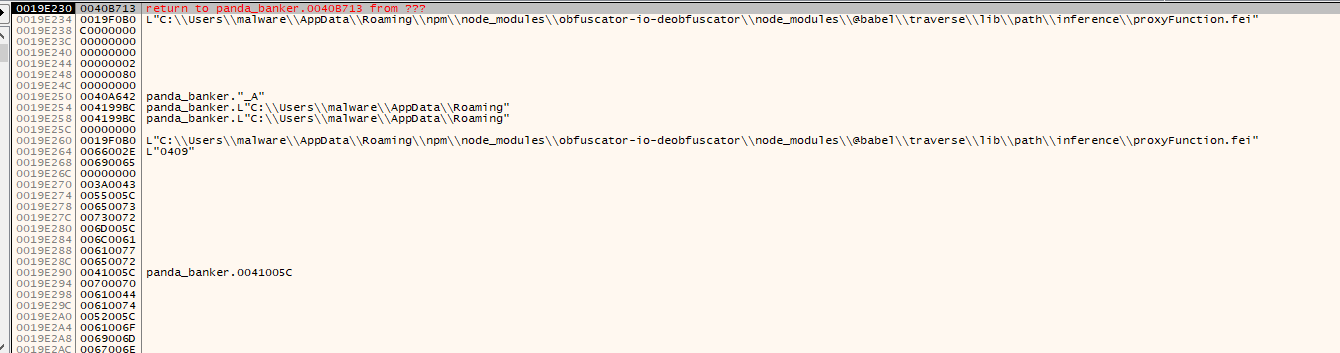 0019E230 0040B713 return to panda_banker.0040B713 from ???
0019E234 0019F0B0 L"C:\\Users\\malware\\AppData\\Roaming\\npm\\node_modules\\obfuscator-io-deobfuscator\\node_modules\\@babel\\traverse\\lib\\path\\inference\\proxyFunction.fei"
0019E238 C0000000
0019E23C 00000000
0019E240 00000000
0019E244 00000002
0019E248 00000080
0019E24C 00000000
0019E250 0040A642 panda_banker."_A"
0019E254 004199BC panda_banker.L"C:\\Users\\malware\\AppData\\Roaming"
0019E258 004199BC panda_banker.L"C:\\Users\\malware\\AppData\\Roaming"
0019E25C 00000000
0019E260 0019F0B0 L"C:\\Users\\malware\\AppData\\Roaming\\npm\\node_modules\\obfuscator-io-deobfuscator\\node_modules\\@babel\\traverse\\lib\\path\\inference\\proxyFunction.fei"
0019E264 0066002E L"0409"
0019E268 00690065
0019E26C 00000000
0019E270 003A0043
0019E274 0055005C
0019E278 00650073
0019E27C 00730072
0019E280 006D005C
0019E284 006C0061
0019E288 00610077
0019E28C 00650072
0019E290 0041005C panda_banker.0041005C
0019E294 00700070
0019E298 00610044
0019E29C 00610074
0019E2A0 0052005C
0019E2A4 0061006F
0019E2A8 0069006D
0019E2AC 0067006E